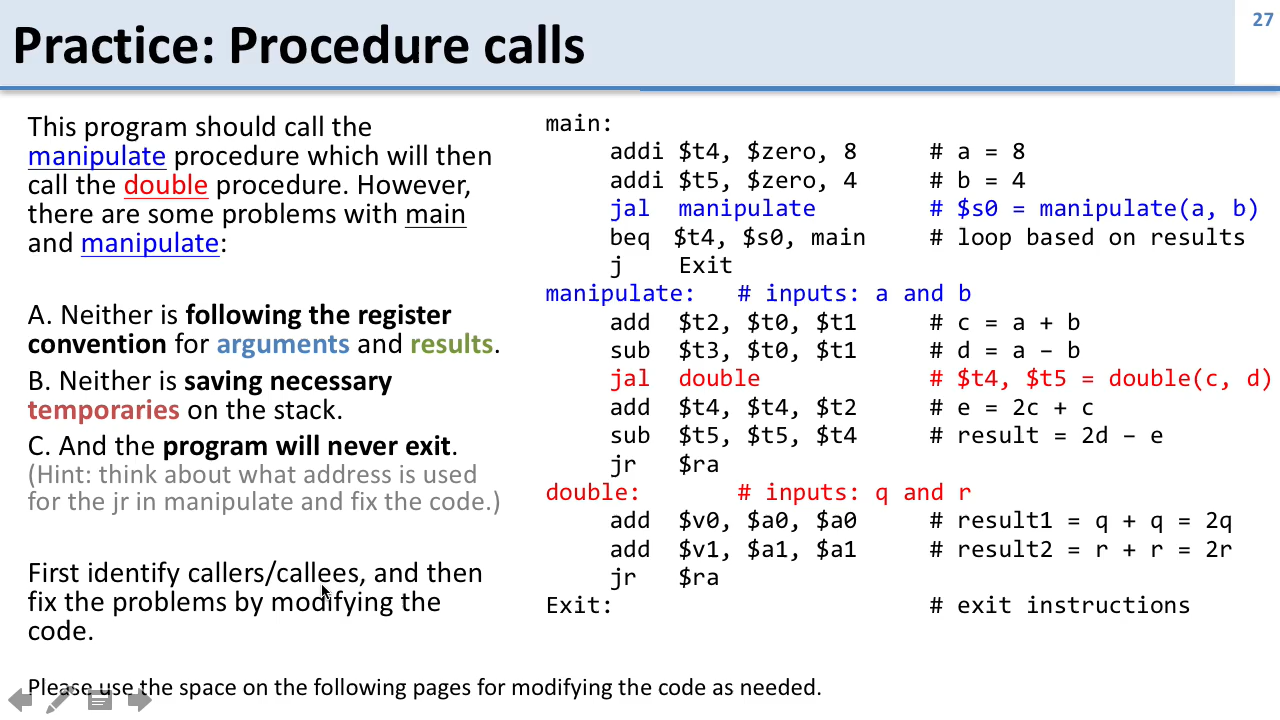 Practice: Procedure calls
27
This program should call the
manipulate procedure which will then
call the double procedure. However,
there are some problems with main
and manipulate:
A. Neither is following the register
convention for arguments and results.
B. Neither is saving necessary
temporaries on the stack.
C. And the program will never exit.
(Hint: think about what address is used
for the jr in manipulate and fix the code.)
First identify callers/callees, and then
fix the problems by modifying the
code.
main:
addi $t4, $zero, 8 # a = 8
addi $t5, $zero, 4 # b = 4
jal manipulate # $s0 = manipulate(a, b)
beq $t4, $s0, main # loop based on results
j Exit
manipulate: # inputs: a and b
add $t2, $t0, $t1 # c = a + b
sub $t3, $t0, $t1 # d = a – b
jal double # $t4, $t5 = double(c, d)
add $t4, $t4, $t2 # e = 2c + c
sub $t5, $t5, $t4 # result = 2d – e
jr $ra
double: # inputs: q and r
add $v0, $a0, $a0 # result1 = q + q = 2q
add $v1, $a1, $a1 # result2 = r + r = 2r
jr $ra
Exit: # exit instructions
Please use the space on the following pages for modifying the code as needed.